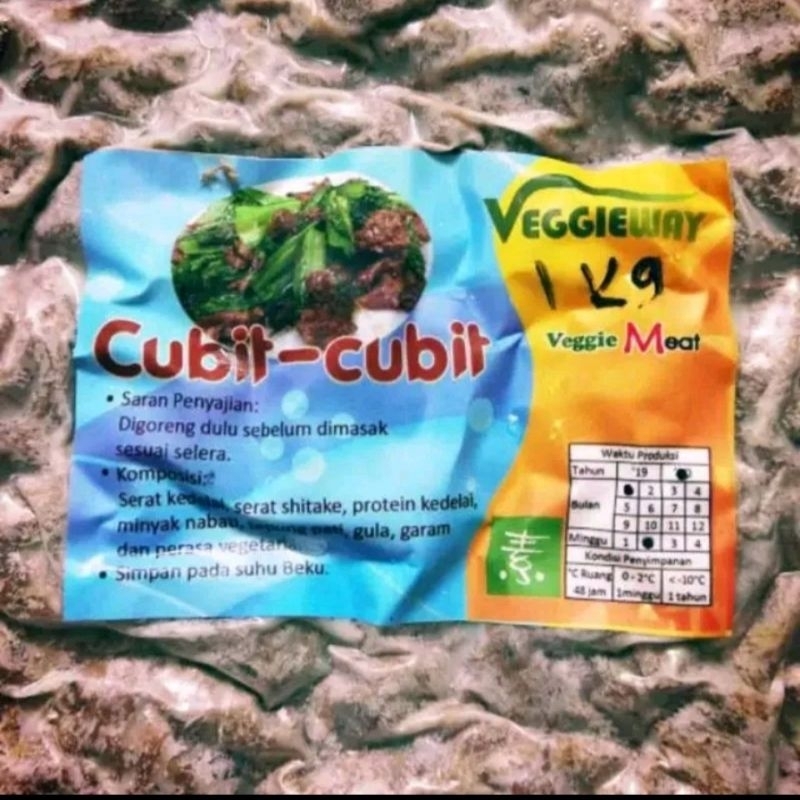 VEGGIEWAY
1 Kg
Veggie Meat
Cubit-cubit
• Saran Penyajian:
Digoreng dulu sebelum dimasak
sesuai selera.
• Komposisi:
Serat kedelai, serat shitake, protein kedelai,
minyak nabati, gula, garam
dan perasa vegetarian.
• Simpan pada suhu Beku.
Waktu Produksi
Tahun '19
Bulan 2 3 4
5 6 7 8
9 10 11 12
Minggu 1 3 4
Kondisi Penyimpanan
°C Ruang 0 - 2°C < -10°C
48 jam 1minggu 1 tahun